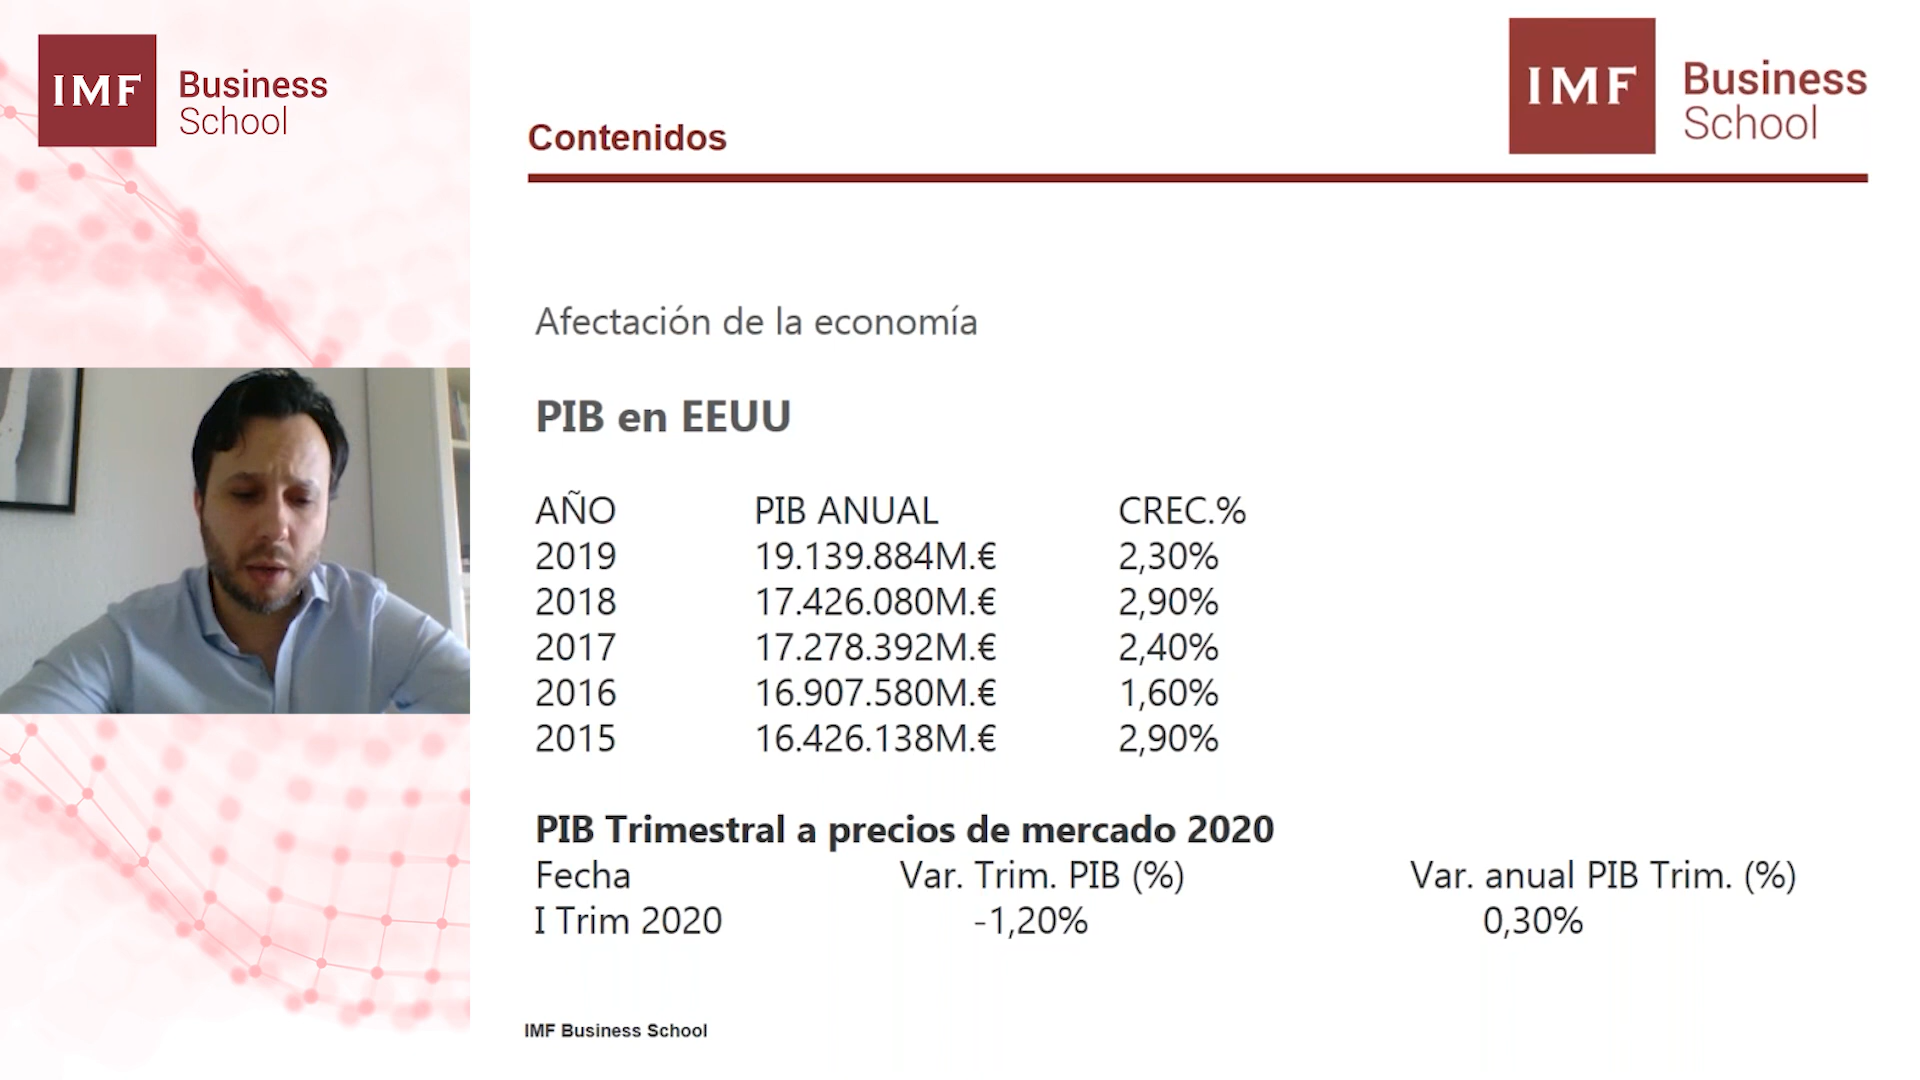 IMF Business
School
IMF Business
School
Contenidos
Afectación de la economía
PIB en EEUU
AÑO PIB ANUAL CREC.%
2019 19.139.884M.€ 2,30%
2018 17.426.080M.€ 2,90%
2017 17.278.392M.€ 2,40%
2016 16.907.580M.€ 1,60%
2015 16.426.138M.€ 2,90%
PIB Trimestral a precios de mercado 2020
Fecha Var. Trim. PIB (%) Var. anual PIB Trim. (%)
I Trim 2020 -1,20% 0,30%
IMF Business School